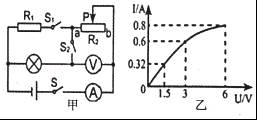 R₁ S₁ P
a R₂ b
S₂
V
S A
甲
I/A
0.8
0.6
0.32
0 1.5 3 6 U/V
乙